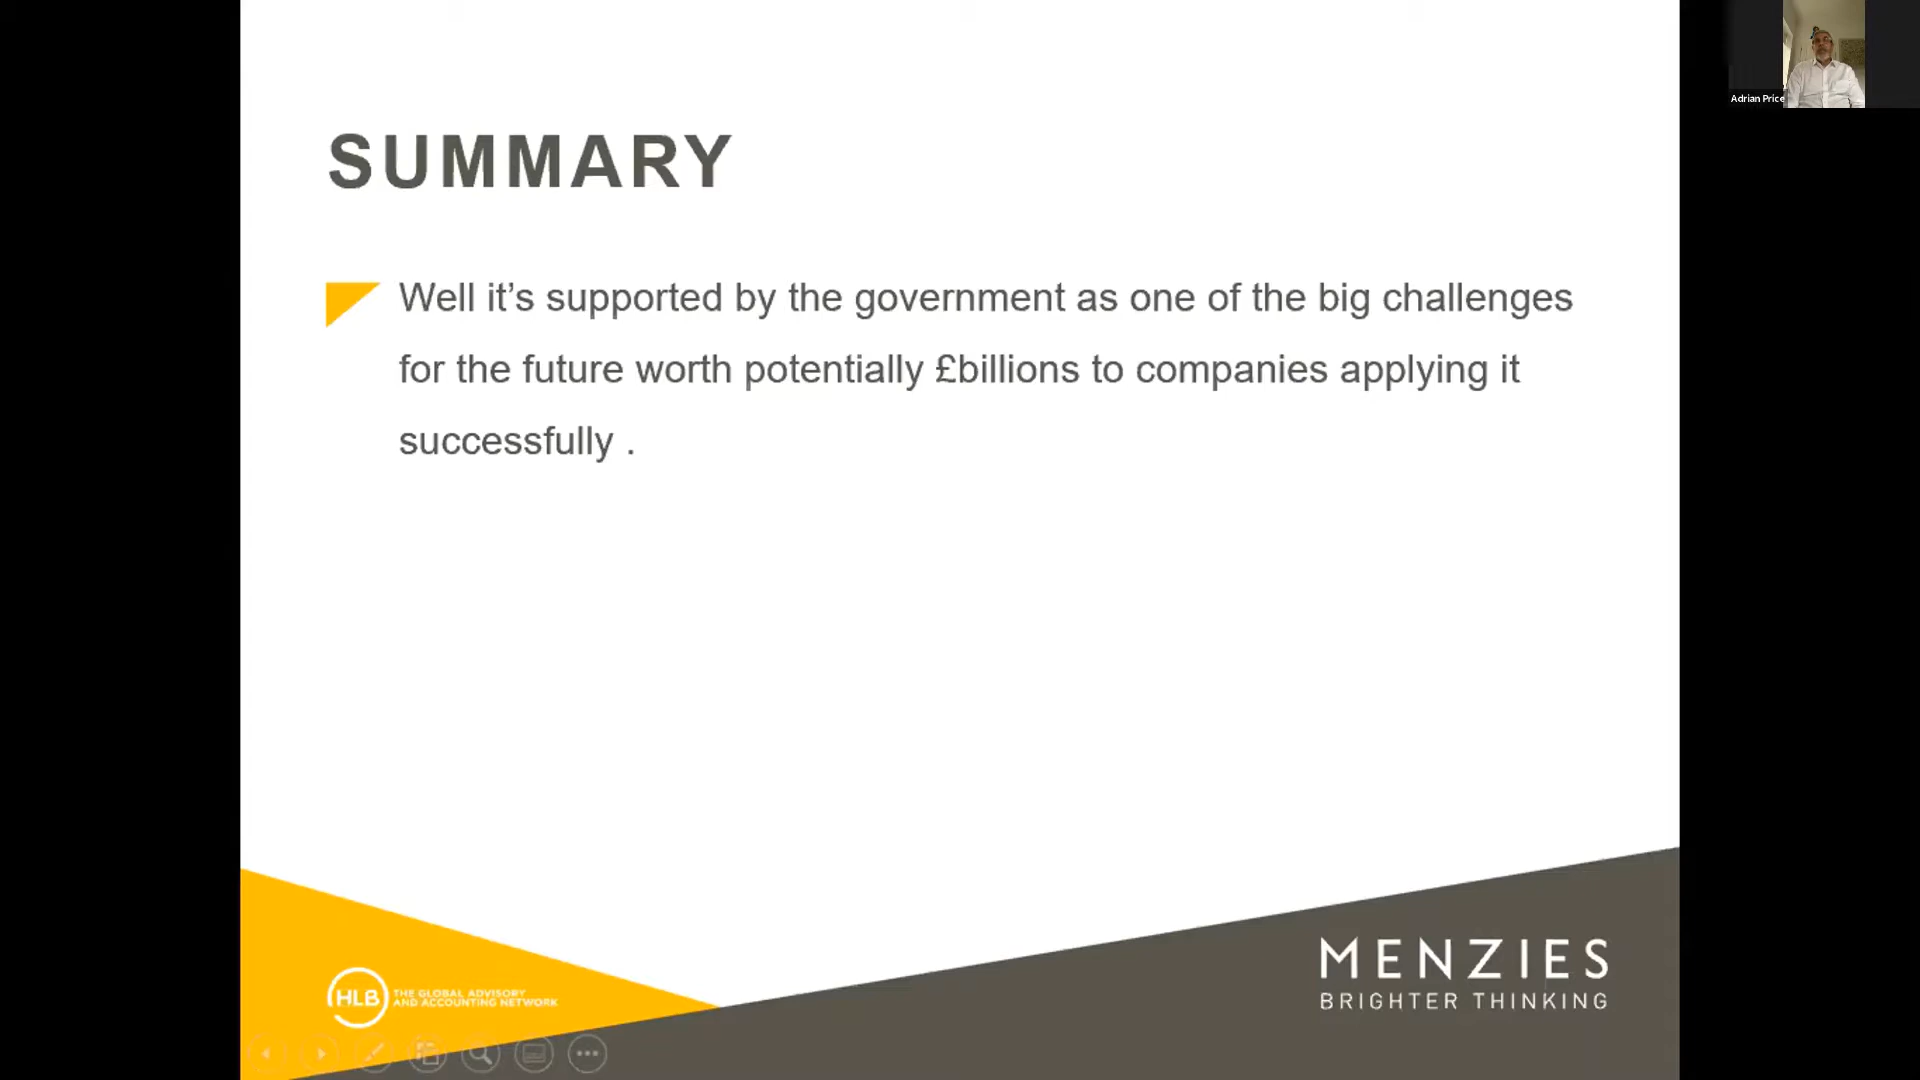 Adrian Price
SUMMARY
Well it’s supported by the government as one of the big challenges
for the future worth potentially £billions to companies applying it
successfully .
HLB
THE GLOBAL ADVISORY
AND ACCOUNTING NETWORK
MENZIES
BRIGHTER THINKING